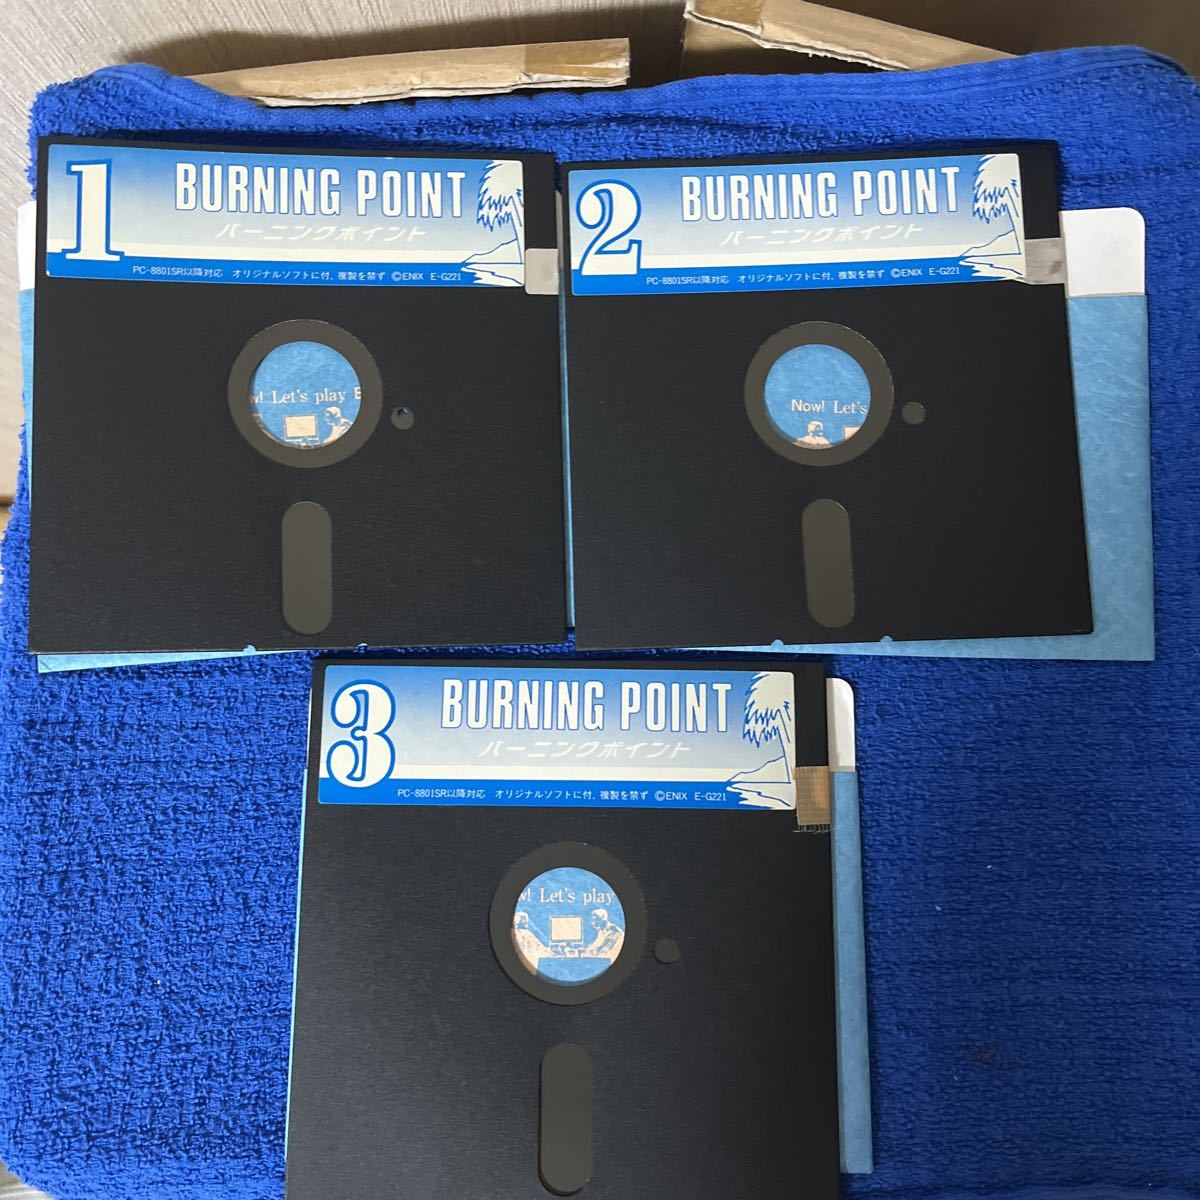 1
BURNING POINT
バーニングポイント
PC-8801SR以降対応 オリジナルソフトに付、複製を禁ず ©ENIX E-G221
w! Let's play E
2
BURNING POINT
バーニングポイント
PC-8801SR以降対応 オリジナルソフトに付、複製を禁ず ©ENIX E-G221
Now! Let's
3
BURNING POINT
バーニングポイント
PC-8801SR以降対応 オリジナルソフトに付、複製を禁ず ©ENIX E-G221
w! Let's play